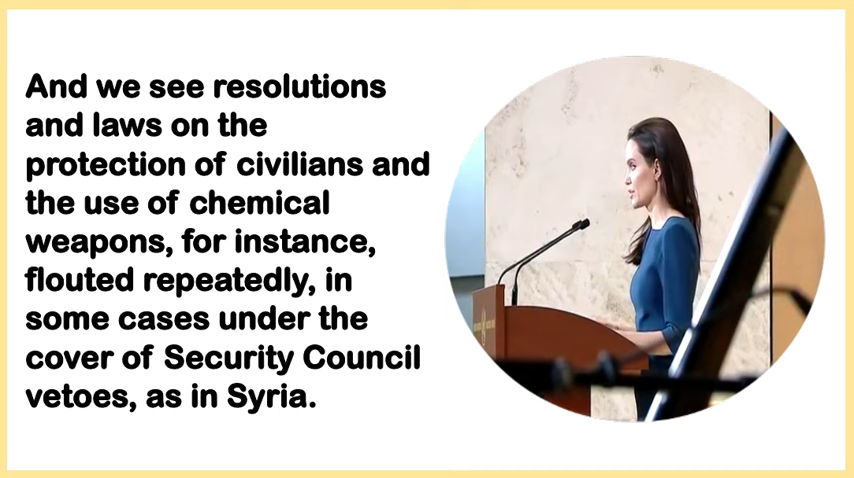 And we see resolutions
and laws on the
protection of civilians and
the use of chemical
weapons, for instance,
flouted repeatedly, in
some cases under the
cover of Security Council
vetoes, as in Syria.